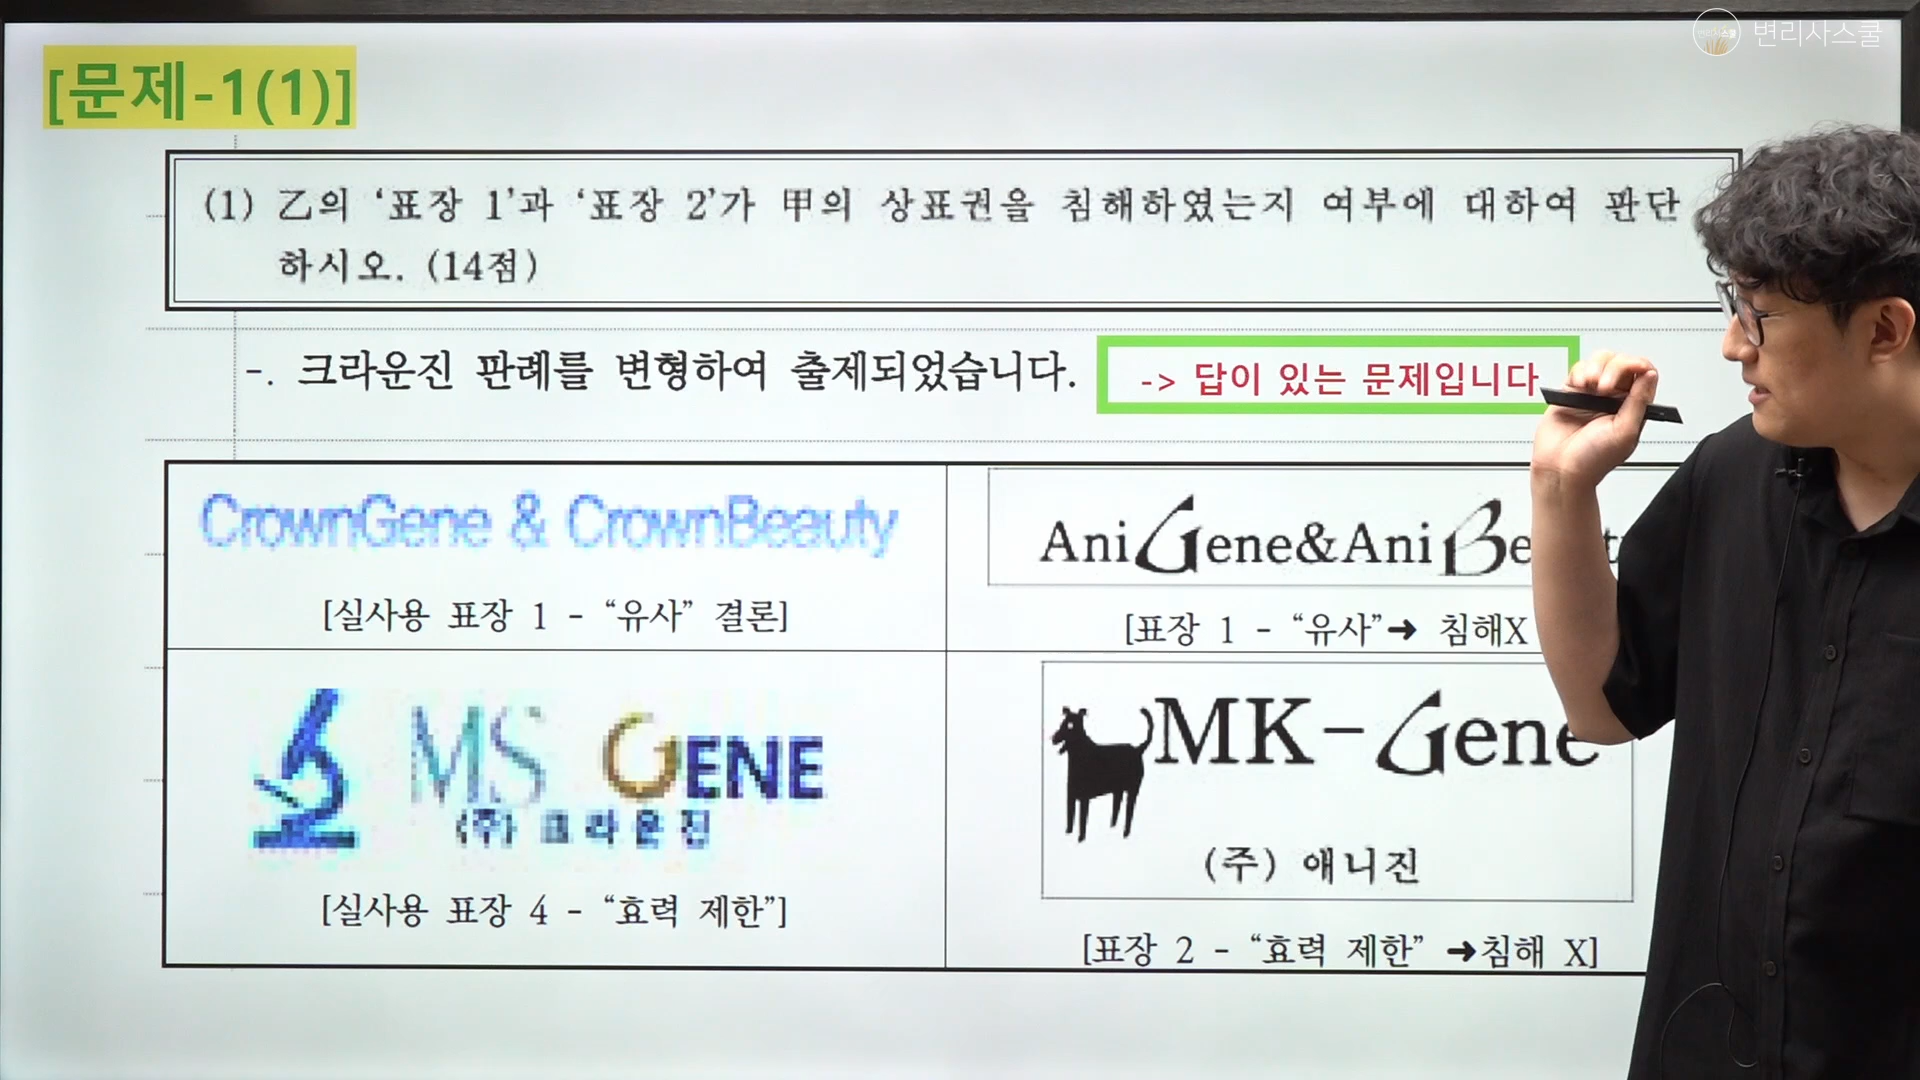 변리사스쿨
[문제-1(1)]
(1) 乙의 ‘표장 1’과 ‘표장 2’가 甲의 상표권을 침해하였는지 여부에 대하여 판단
하시오. (14점)
-. 크라운진 판례를 변형하여 출제되었습니다.
-> 답이 있는 문제입니다
CrownGene & CrownBeauty
AniGene&Ani Be
[실사용 표장 1 - “유사” 결론]
[표장 1 - “유사”➜ 침해X
MS GENE
(주) 크라운진
MK-Gene
(주) 애니진
[실사용 표장 4 - “효력 제한”]
[표장 2 - “효력 제한” ➜침해 X]